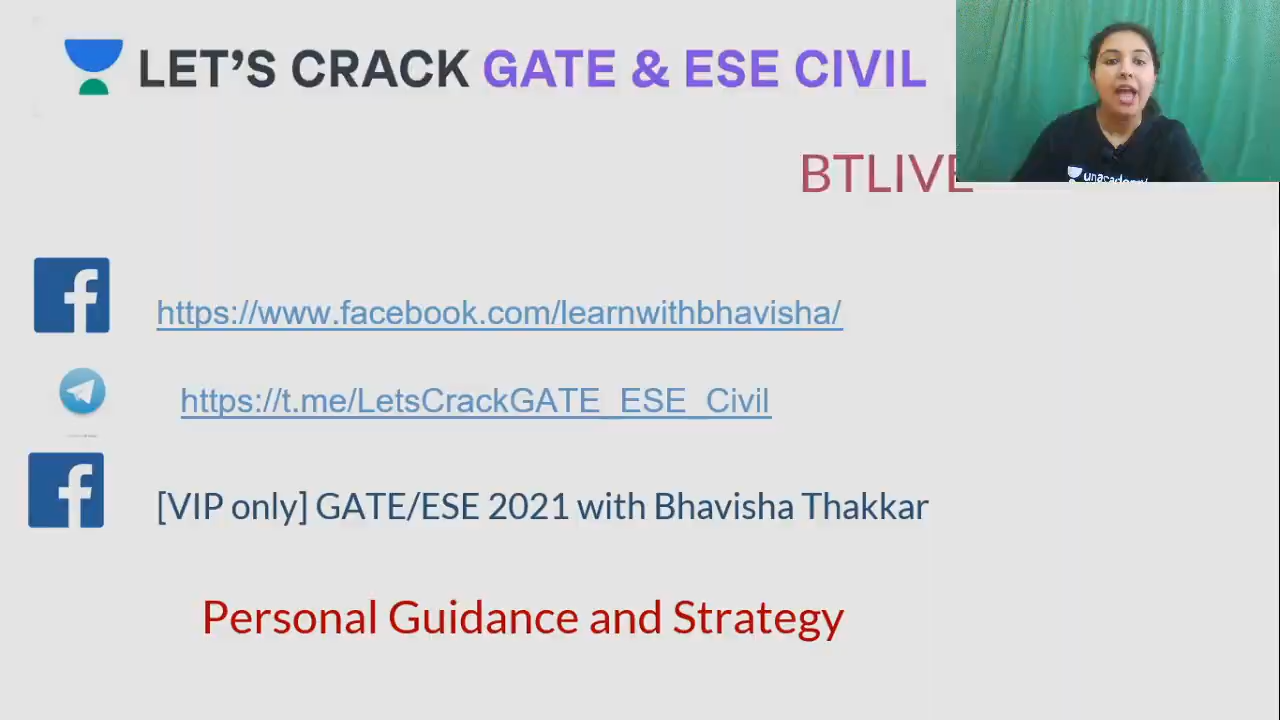 LET'S CRACK GATE & ESE CIVIL
BTLIVE
unacademy
https://www.facebook.com/learnwithbhavisha/
https://t.me/LetsCrackGATE_ESE_Civil
[VIP only] GATE/ESE 2021 with Bhavisha Thakkar
Personal Guidance and Strategy